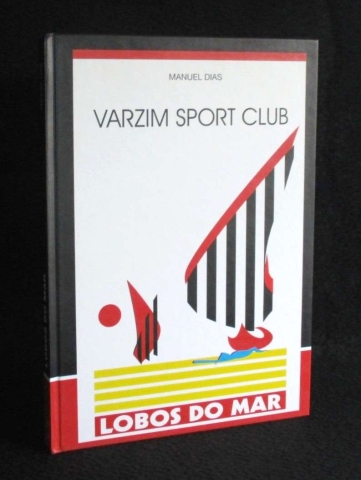 MANUEL DIAS
VARZIM SPORT CLUB
LOBOS DO MAR